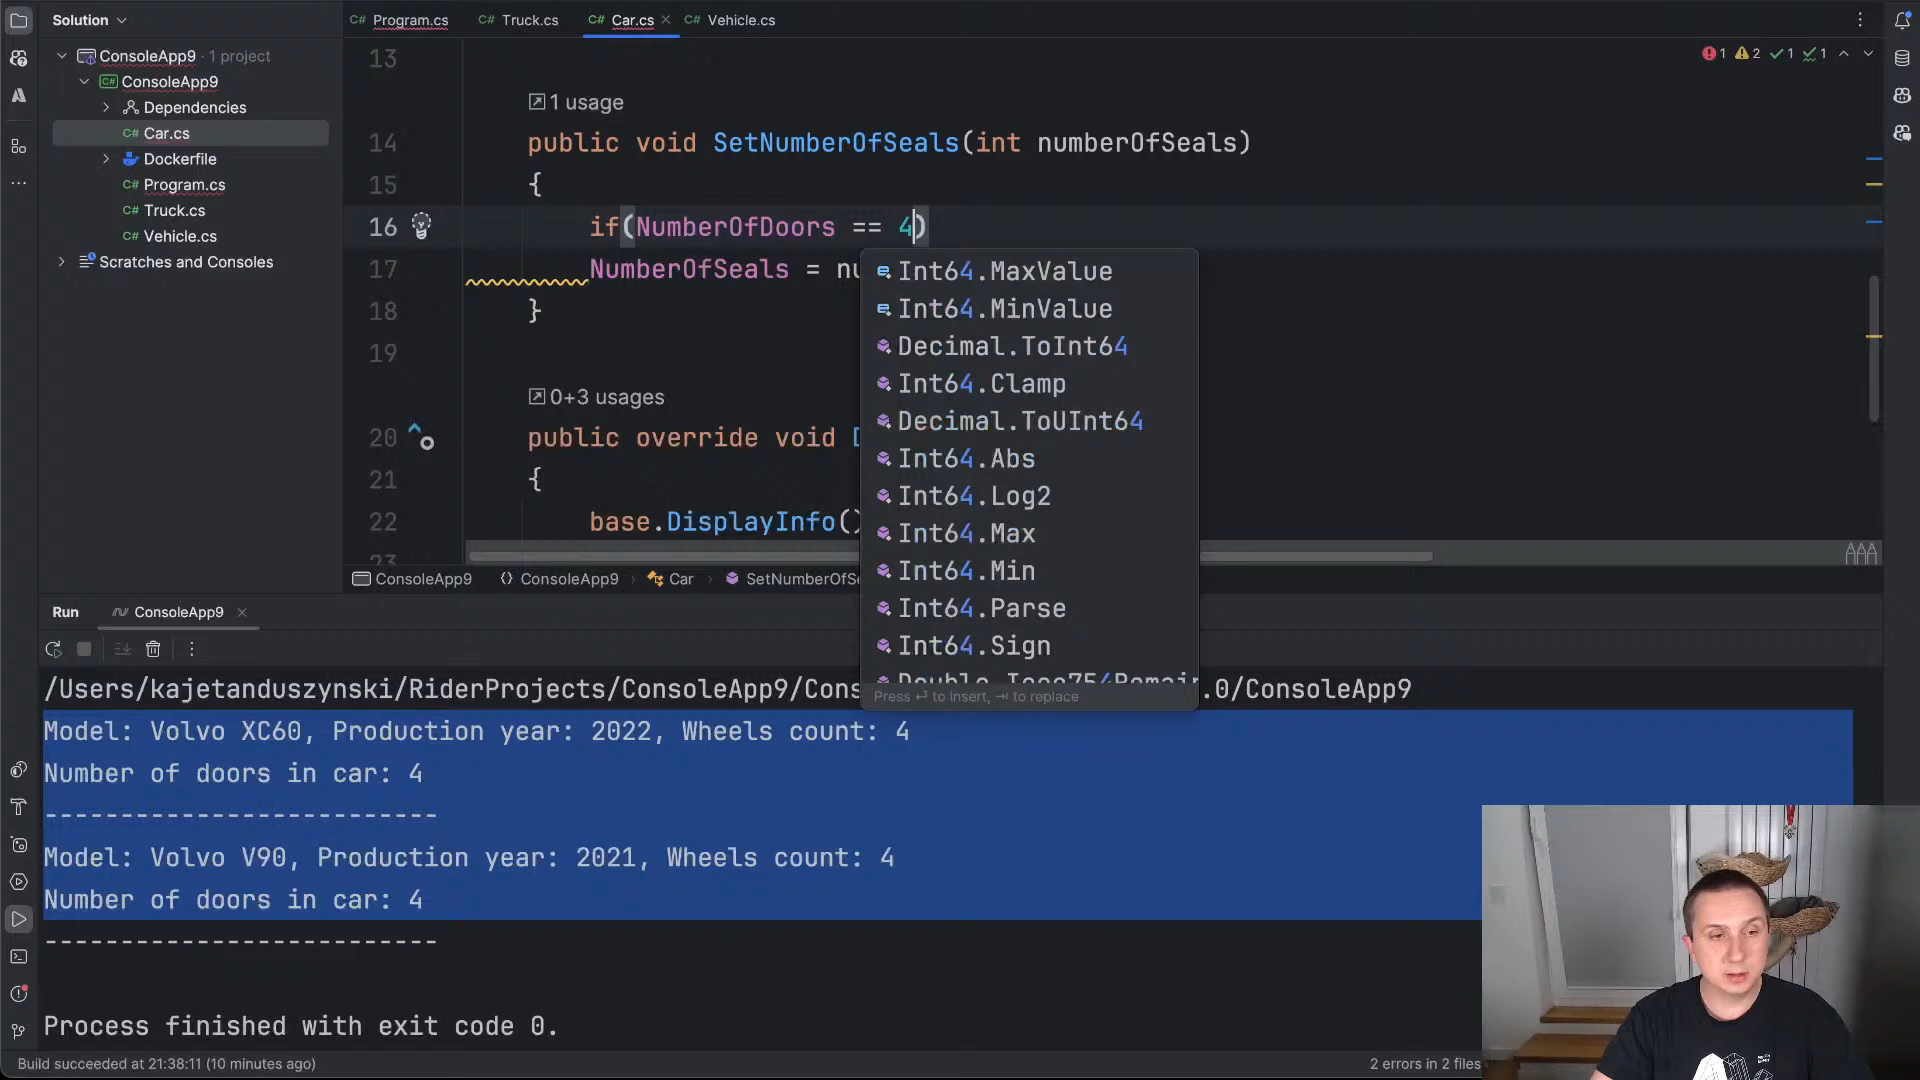 Solution
Program.cs
Truck.cs
Car.cs
Vehicle.cs
ConsoleApp9 · 1 project
ConsoleApp9
Dependencies
Car.cs
Dockerfile
Program.cs
Truck.cs
Vehicle.cs
Scratches and Consoles
1 2 1 1
13
1 usage
14 public void SetNumberOfSeals(int numberOfSeals)
15 {
16 if(NumberOfDoors == 4)
17 NumberOfSeals = nu
18 }
19
0+3 usages
20 public override void
21 {
22 base.DisplayInfo()
23
Int64.MaxValue
Int64.MinValue
Decimal.ToInt64
Int64.Clamp
Decimal.ToUInt64
Int64.Abs
Int64.Log2
Int64.Max
Int64.Min
Int64.Parse
Int64.Sign
Press ↵ to insert, ⇥ to replace
ConsoleApp9 ConsoleApp9 Car SetNumberOfSe
Run ConsoleApp9
/Users/kajetanduszynski/RiderProjects/ConsoleApp9/Cons .0/ConsoleApp9
Model: Volvo XC60, Production year: 2022, Wheels count: 4
Number of doors in car: 4
--------------------------
Model: Volvo V90, Production year: 2021, Wheels count: 4
Number of doors in car: 4
--------------------------
Process finished with exit code 0.
Build succeeded at 21:38:11 (10 minutes ago)
2 errors in 2 files